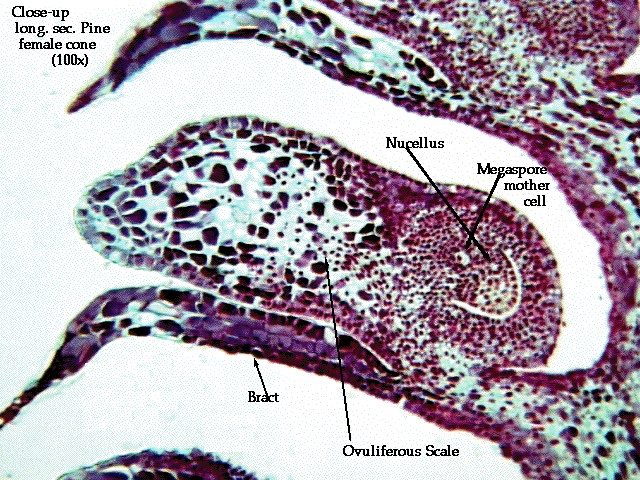 Close-up
long. sec. Pine
female cone
(100x)
Nucellus
Megaspore
mother
cell
Bract
Ovuliferous Scale